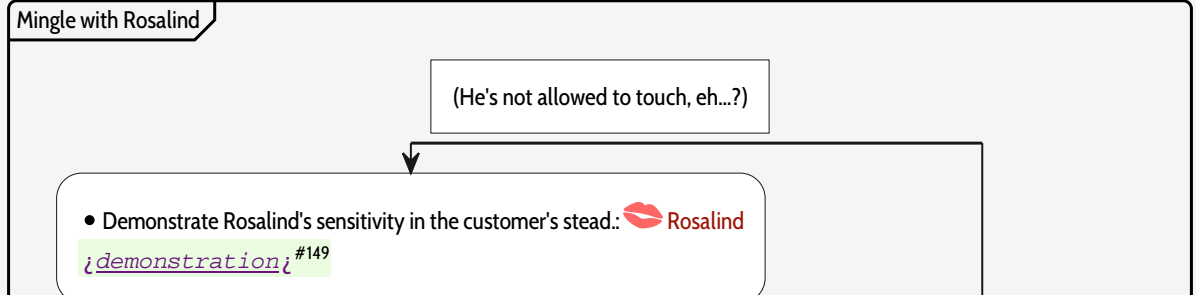 Mingle with Rosalind
(He's not allowed to touch, eh...?)
• Demonstrate Rosalind's sensitivity in the customer's stead.: Rosalind
¿demonstration¿#149